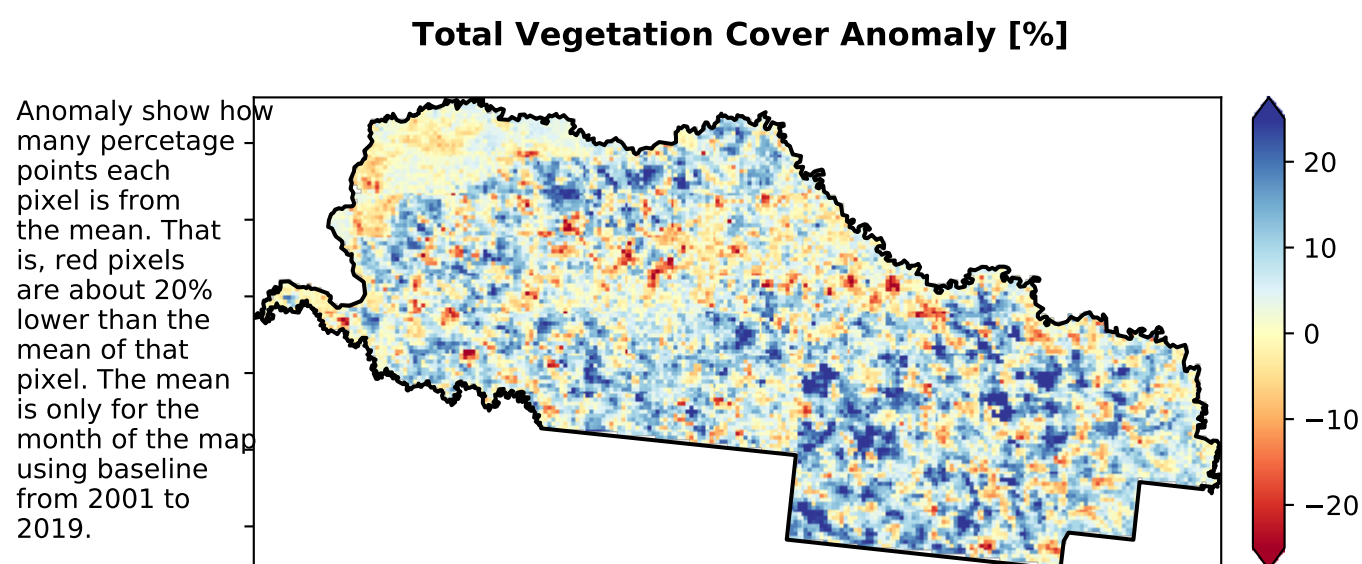 Total Vegetation Cover Anomaly [%]
Anomaly show how
many percetage
points each
pixel is from
the mean. That
is, red pixels
are about 20%
lower than the
mean of that
pixel. The mean
is only for the
month of the map
using baseline
from 2001 to
2019.
20
10
0
−10
−20